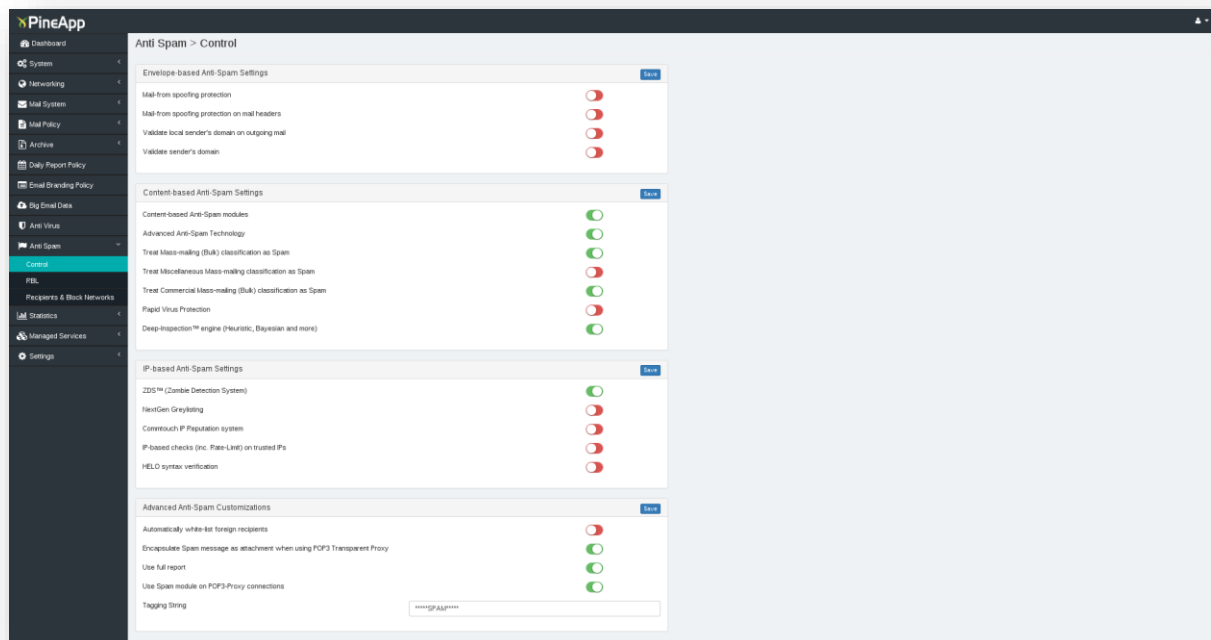 PineApp
Dashboard
System
Networking
Mail System
Mail Policy
Archive
Daily Report Policy
Email Branding Policy
Big Email Data
Anti Virus
Anti Spam
Control
RBL
Recipients & Block Networks
Statistics
Managed Services
Settings
Anti Spam > Control
Envelope-based Anti-Spam Settings
Save
Mail-from spoofing protection
Mail-from spoofing protection on mail headers
Validate local sender's domain on outgoing mail
Validate sender's domain
Content-based Anti-Spam Settings
Save
Content-based Anti-Spam modules
Advanced Anti-Spam Technology
Treat Mass-mailing (Bulk) classification as Spam
Treat Miscellaneous Mass-mailing classification as Spam
Treat Commercial Mass-mailing (Bulk) classification as Spam
Rapid Virus Protection
Deep-Inspection™ engine (Heuristic, Bayesian and more)
IP-based Anti-Spam Settings
Save
ZDS™ (Zombie Detection System)
NextGen Greylisting
Commtouch IP Reputation system
IP-based checks (inc. Rate-Limit) on trusted IPs
HELO syntax verification
Advanced Anti-Spam Customizations
Save
Automatically white-list foreign recipients
Encapsulate Spam message as attachment when using POP3 Transparent Proxy
Use full report
Use Spam module on POP3-Proxy connections
Tagging String
*****SPAM*****